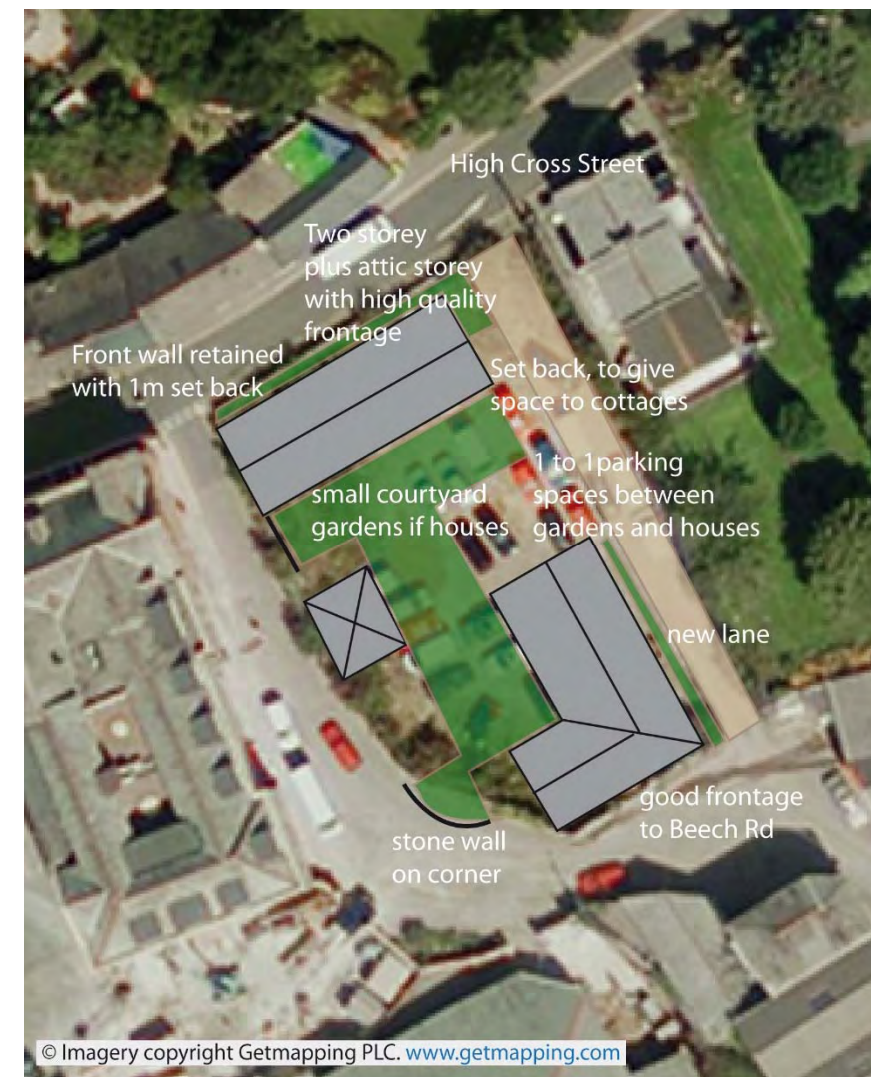 High Cross Street
Two storey
plus attic storey
with high quality
frontage
Front wall retained
with 1m set back
Set back, to give
space to cottages
1 to 1parking
spaces between
gardens and houses
small courtyard
gardens if houses
new lane
good frontage
to Beech Rd
stone wall
on corner
© Imagery copyright Getmapping PLC. www.getmapping.com